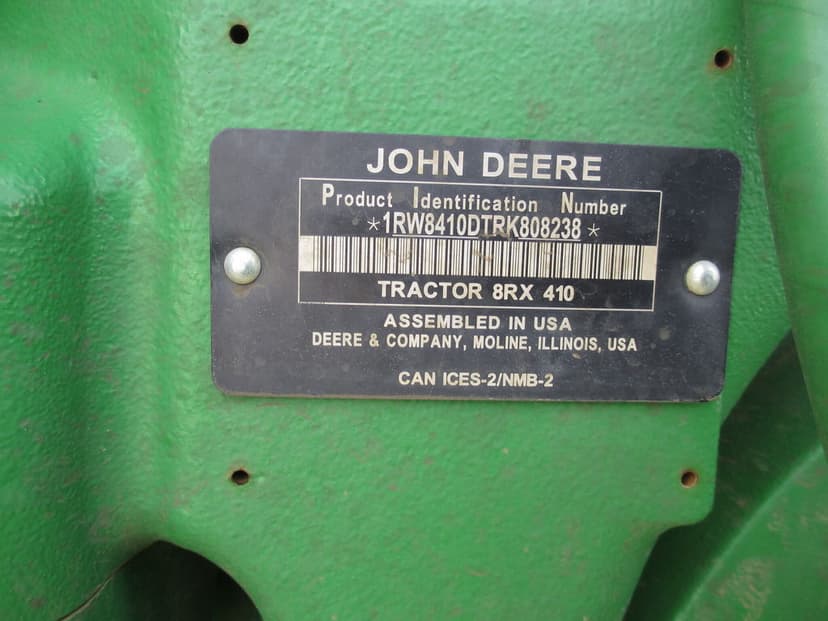 JOHN DEERE
Product Identification Number
*1RW8410DTRK808238*
TRACTOR 8RX 410
ASSEMBLED IN USA
DEERE & COMPANY, MOLINE, ILLINOIS, USA
CAN ICES-2/NMB-2